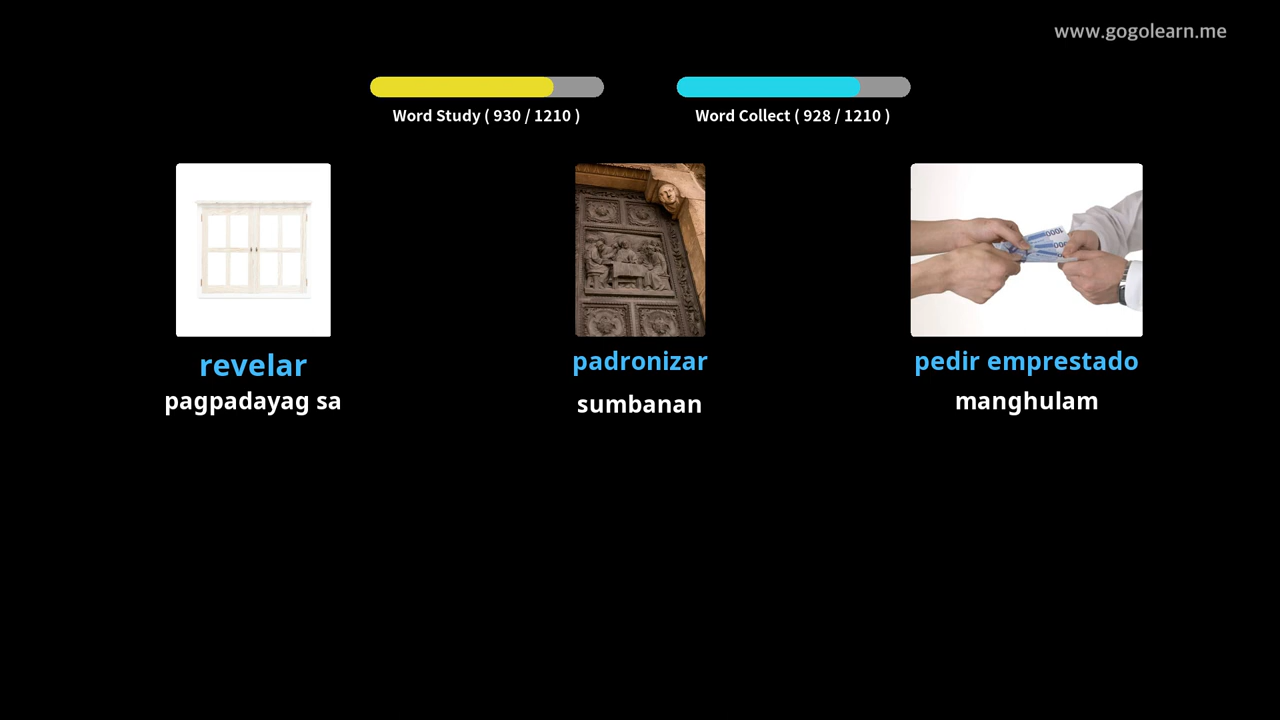 www.gogolearn.me
Word Study ( 930 / 1210 )
Word Collect ( 928 / 1210 )
revelar
pagpadayag sa
padronizar
sumbanan
pedir emprestado
manghulam